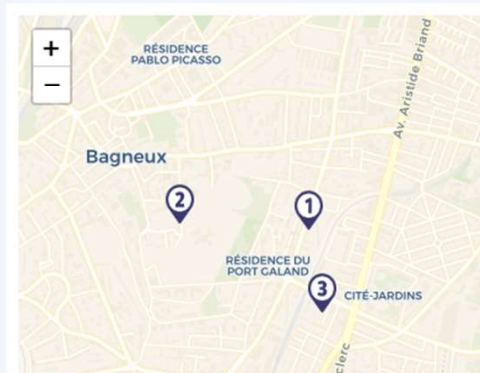 +
−
RÉSIDENCE
PABLO PICASSO
Av. Aristide Briand
Bagneux
2
1
RÉSIDENCE DU
PORT GALAND
3
CITÉ-JARDINS
clerc